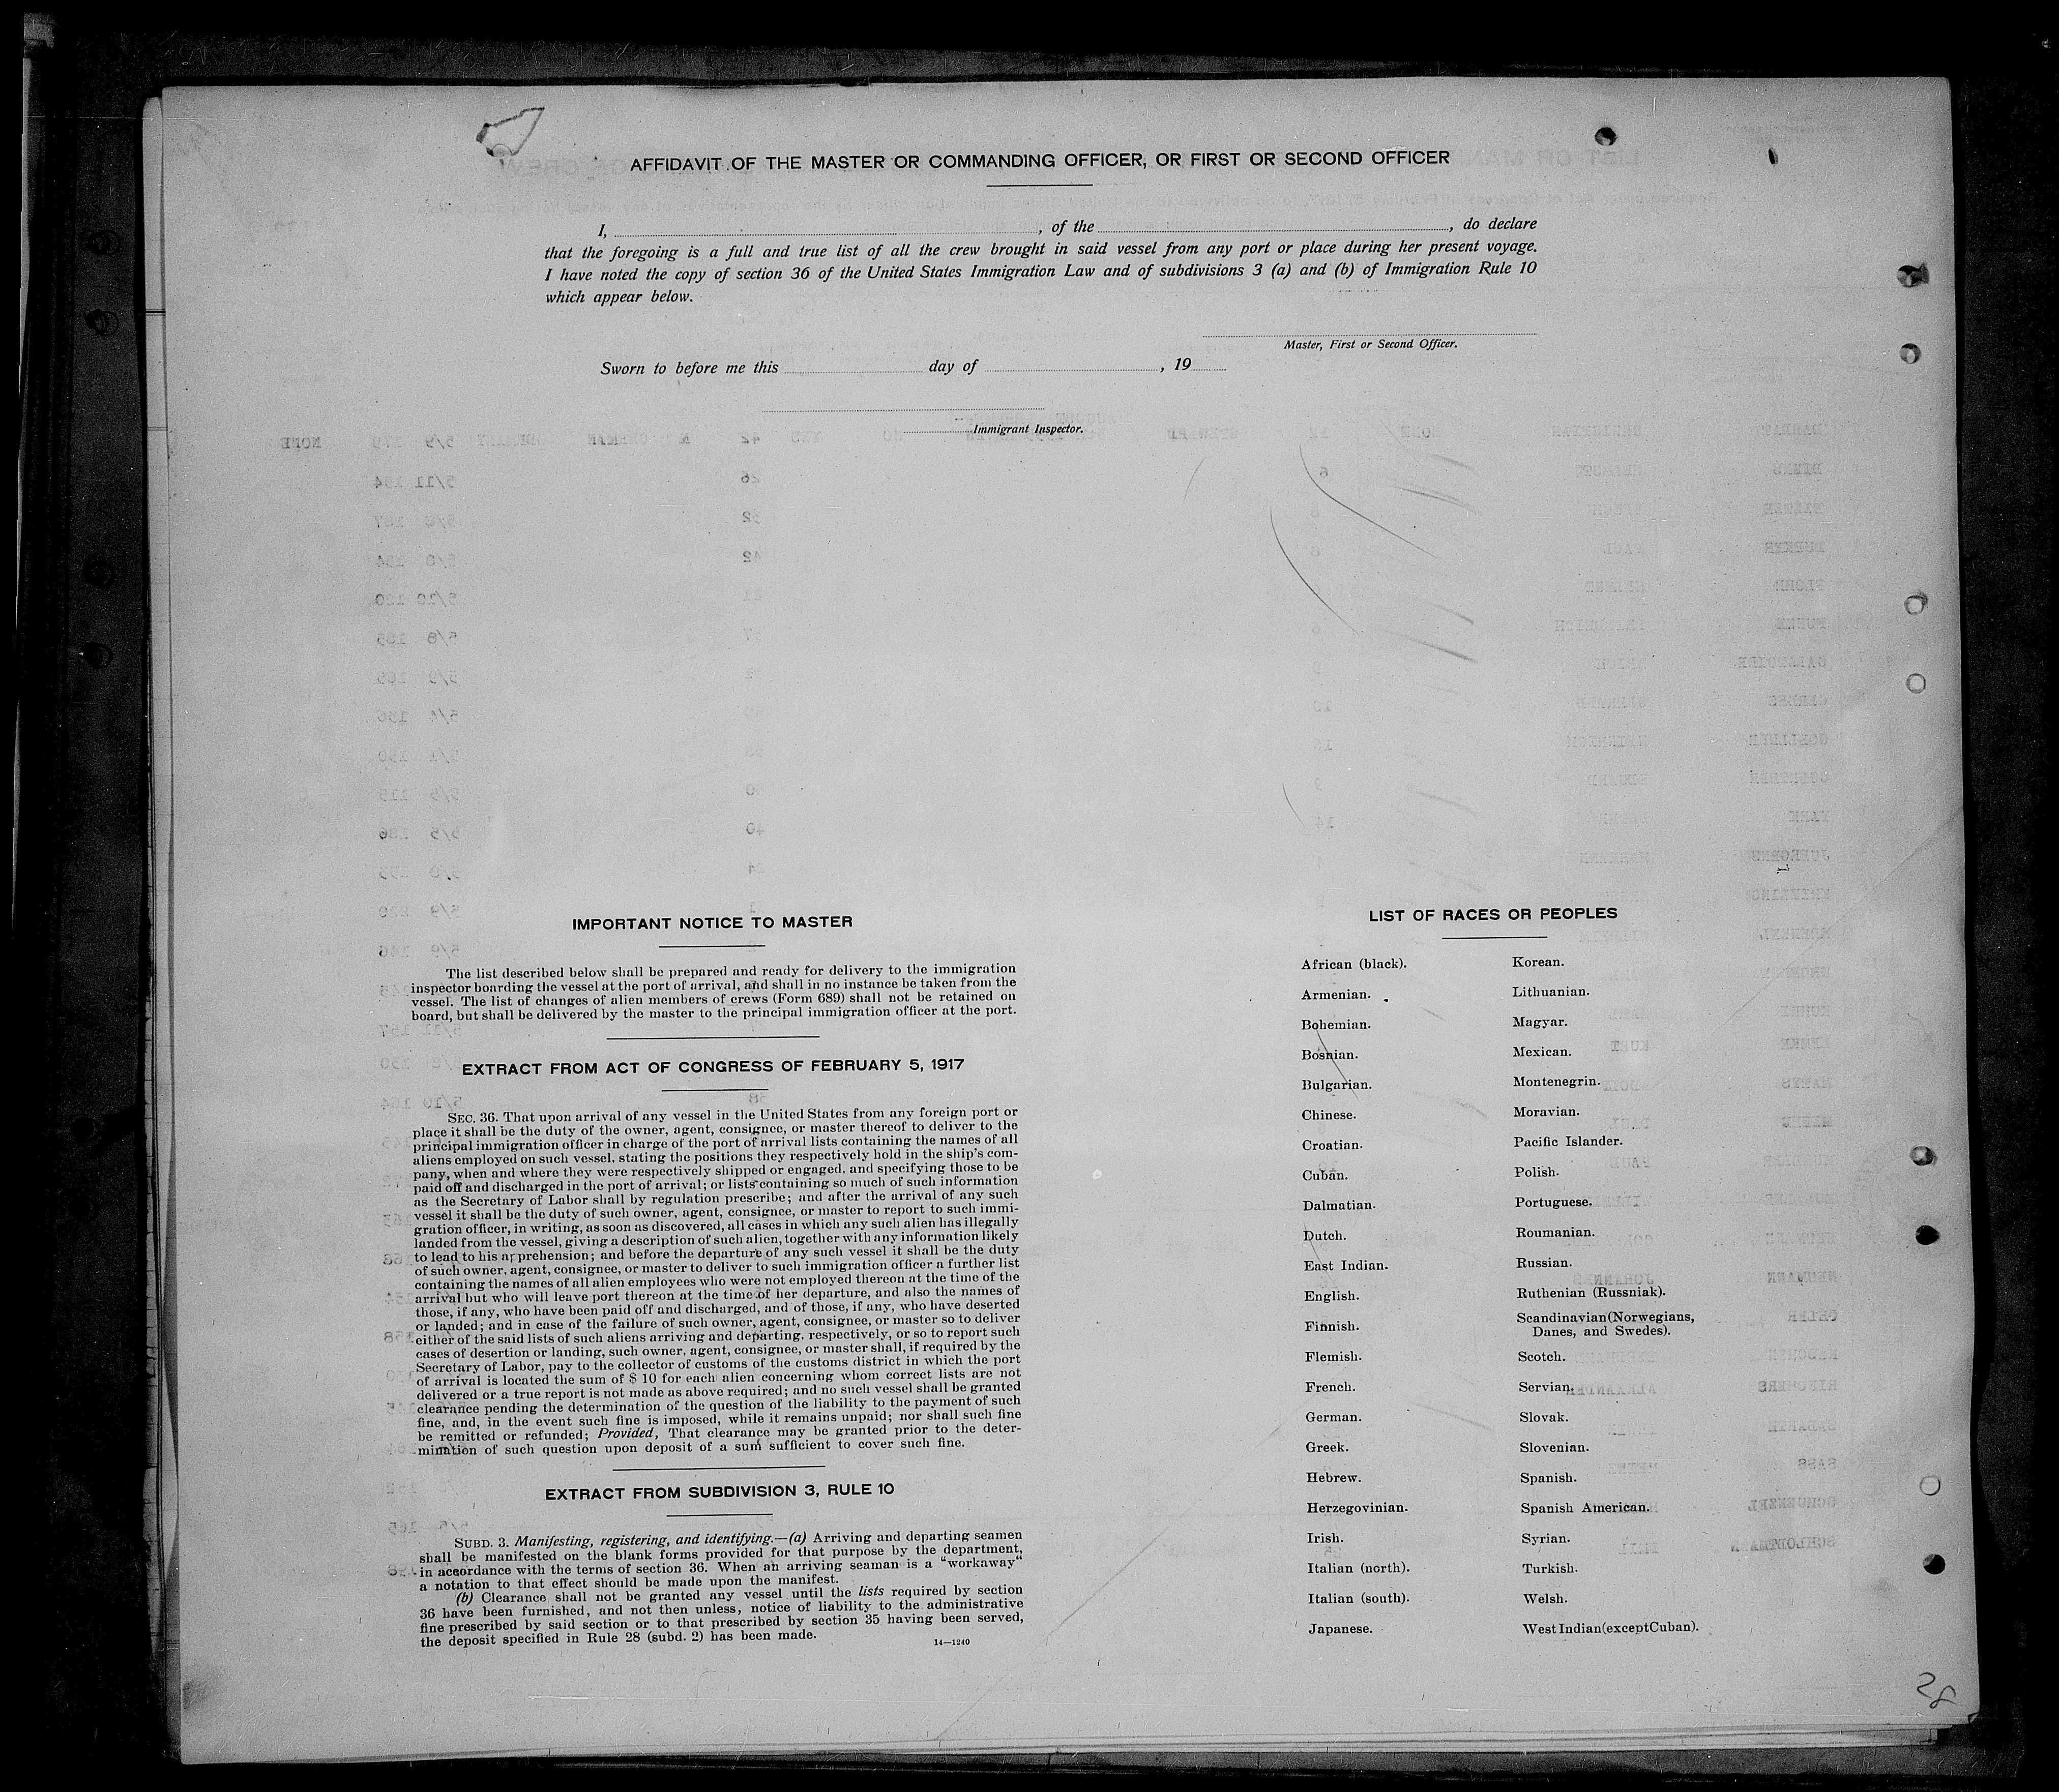 AFFIDAVIT OF THE MASTER OR COMMANDING OFFICER, OR FIRST OR SECOND OFFICER
I, , of the , do declare
that the foregoing is a full and true list of all the crew brought in said vessel from any port or place during her present voyage.
I have noted the copy of section 36 of the United States Immigration Law and of subdivisions 3 (a) and (b) of Immigration Rule 10
which appear below.
Master, First or Second Officer.
Sworn to before me this day of , 19
Immigrant Inspector.
IMPORTANT NOTICE TO MASTER
The list described below shall be prepared and ready for delivery to the immigration
inspector boarding the vessel at the port of arrival, and shall in no instance be taken from the
vessel. The list of changes of alien members of crews (Form 689) shall not be retained on
board, but shall be delivered by the master to the principal immigration officer at the port.
EXTRACT FROM ACT OF CONGRESS OF FEBRUARY 5, 1917
SEC. 36. That upon arrival of any vessel in the United States from any foreign port or
place it shall be the duty of the owner, agent, consignee, or master thereof to deliver to the
principal immigration officer in charge of the port of arrival lists containing the names of all
aliens employed on such vessel, stating the positions they respectively hold in the ship's com-
pany, when and where they were respectively shipped or engaged, and specifying those to be
paid off and discharged in the port of arrival; or lists containing so much of such information
as the Secretary of Labor shall by regulation prescribe; and after the arrival of any such
vessel it shall be the duty of such owner, agent, consignee, or master to report to such immi-
gration officer, in writing, as soon as discovered, all cases in which any such alien has illegally
landed from the vessel, giving a description of such alien, together with any information likely
to lead to his apprehension; and before the departure of any such vessel it shall be the duty
of such owner, agent, consignee, or master to deliver to such immigration officer a further list
containing the names of all alien employees who were not employed thereon at the time of the
arrival but who will leave port thereon at the time of her departure, and also the names of
those, if any, who have been paid off and discharged, and of those, if any, who have deserted
or landed; and in case of the failure of such owner, agent, consignee, or master so to deliver
either of the said lists of such aliens arriving and departing, respectively, or so to report such
cases of desertion or landing, such owner, agent, consignee, or master shall, if required by the
Secretary of Labor, pay to the collector of customs of the customs district in which the port
of arrival is located the sum of $ 10 for each alien concerning whom correct lists are not
delivered or a true report is not made as above required; and no such vessel shall be granted
clearance pending the determination of the question of the liability to the payment of such
fine, and, in the event such fine is imposed, while it remains unpaid; nor shall such fine
be remitted or refunded; Provided, That clearance may be granted prior to the deter-
mination of such question upon deposit of a sum sufficient to cover such fine.
EXTRACT FROM SUBDIVISION 3, RULE 10
SUBD. 3. Manifesting, registering, and identifying.—(a) Arriving and departing seamen
shall be manifested on the blank forms provided for that purpose by the department,
in accordance with the terms of section 36. When an arriving seaman is a "workaway"
a notation to that effect should be made upon the manifest.
(b) Clearance shall not be granted any vessel until the lists required by section
36 have been furnished, and not then unless, notice of liability to the administrative
fine prescribed by said section or to that prescribed by section 35 having been served,
the deposit specified in Rule 28 (subd. 2) has been made.
14—1240
LIST OF RACES OR PEOPLES
African (black).
Armenian.
Bohemian.
Bosnian.
Bulgarian.
Chinese.
Croatian.
Cuban.
Dalmatian.
Dutch.
East Indian.
English.
Finnish.
Flemish.
French.
German.
Greek.
Hebrew.
Herzegovinian.
Irish.
Italian (north).
Italian (south).
Japanese.
Korean.
Lithuanian.
Magyar.
Mexican.
Montenegrin.
Moravian.
Pacific Islander.
Polish.
Portuguese.
Roumanian.
Russian.
Ruthenian (Russniak).
Scandinavian (Norwegians,
Danes, and Swedes).
Scotch.
Servian.
Slovak.
Slovenian.
Spanish.
Spanish American.
Syrian.
Turkish.
Welsh.
West Indian (except Cuban).
28